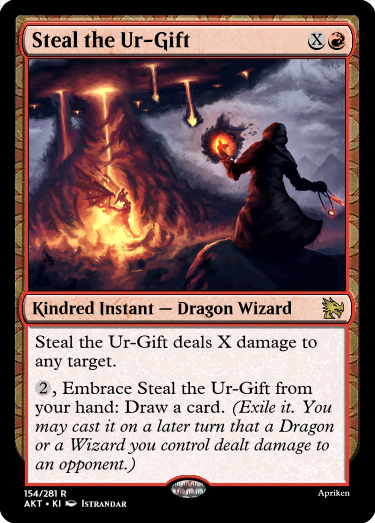 Steal the Ur-Gift X
Kindred Instant — Dragon Wizard
Steal the Ur-Gift deals X damage to
any target.
2, Embrace Steal the Ur-Gift from
your hand: Draw a card. (Exile it. You
may cast it on a later turn that a Dragon
or a Wizard you control dealt damage to
an opponent.)
154/281 R Apriken
AKT • KI Istrandar